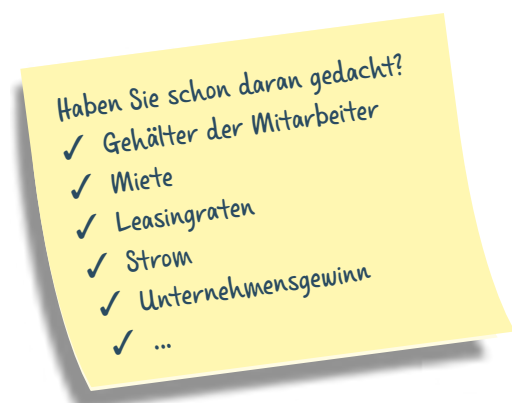 Haben Sie schon daran gedacht?
✓ Gehälter der Mitarbeiter
✓ Miete
✓ Leasingraten
✓ Strom
✓ Unternehmensgewinn
✓ ...